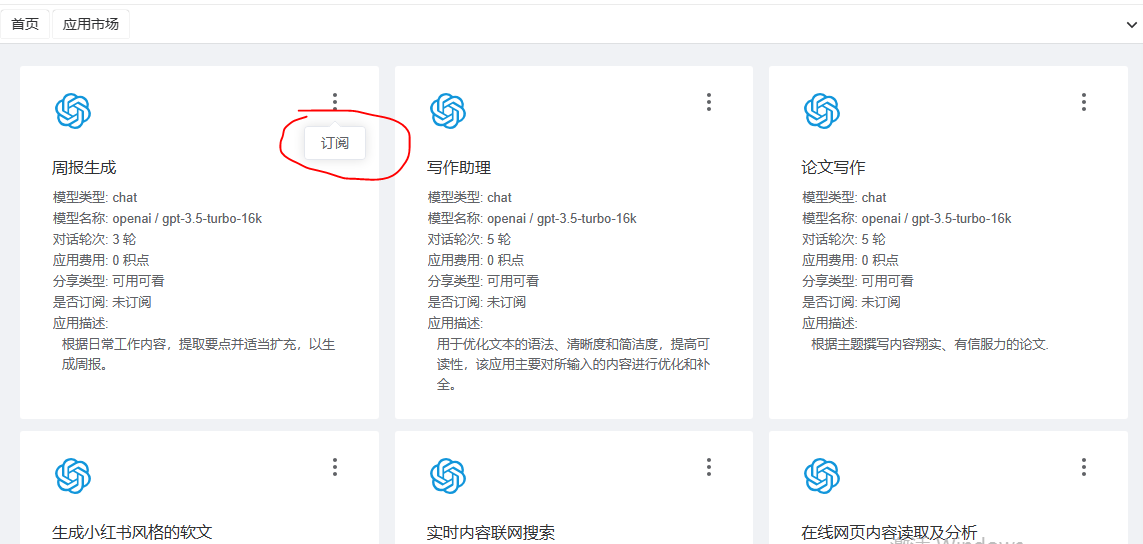 首页 应用市场
订阅
周报生成
模型类型: chat
模型名称: openai / gpt-3.5-turbo-16k
对话轮次: 3 轮
应用费用: 0 积点
分享类型: 可用可看
是否订阅: 未订阅
应用描述:
根据日常工作内容，提取要点并适当扩充，以生
成周报。
写作助理
模型类型: chat
模型名称: openai / gpt-3.5-turbo-16k
对话轮次: 5 轮
应用费用: 0 积点
分享类型: 可用可看
是否订阅: 未订阅
应用描述:
用于优化文本的语法、清晰度和简洁度，提高可
读性，该应用主要对所输入的内容进行优化和补
全。
论文写作
模型类型: chat
模型名称: openai / gpt-3.5-turbo-16k
对话轮次: 5 轮
应用费用: 0 积点
分享类型: 可用可看
是否订阅: 未订阅
应用描述:
根据主题撰写内容翔实、有信服力的论文.
生成小红书风格的软文
实时内容联网搜索
在线网页内容读取及分析
激活 Windows